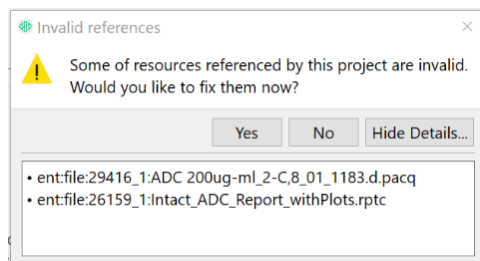 Invalid references
Some of resources referenced by this project are invalid.
Would you like to fix them now?
Yes No Hide Details...
• ent:file:29416_1:ADC 200ug-ml_2-C,8_01_1183.d.pacq
• ent:file:26159_1:Intact_ADC_Report_withPlots.rptc